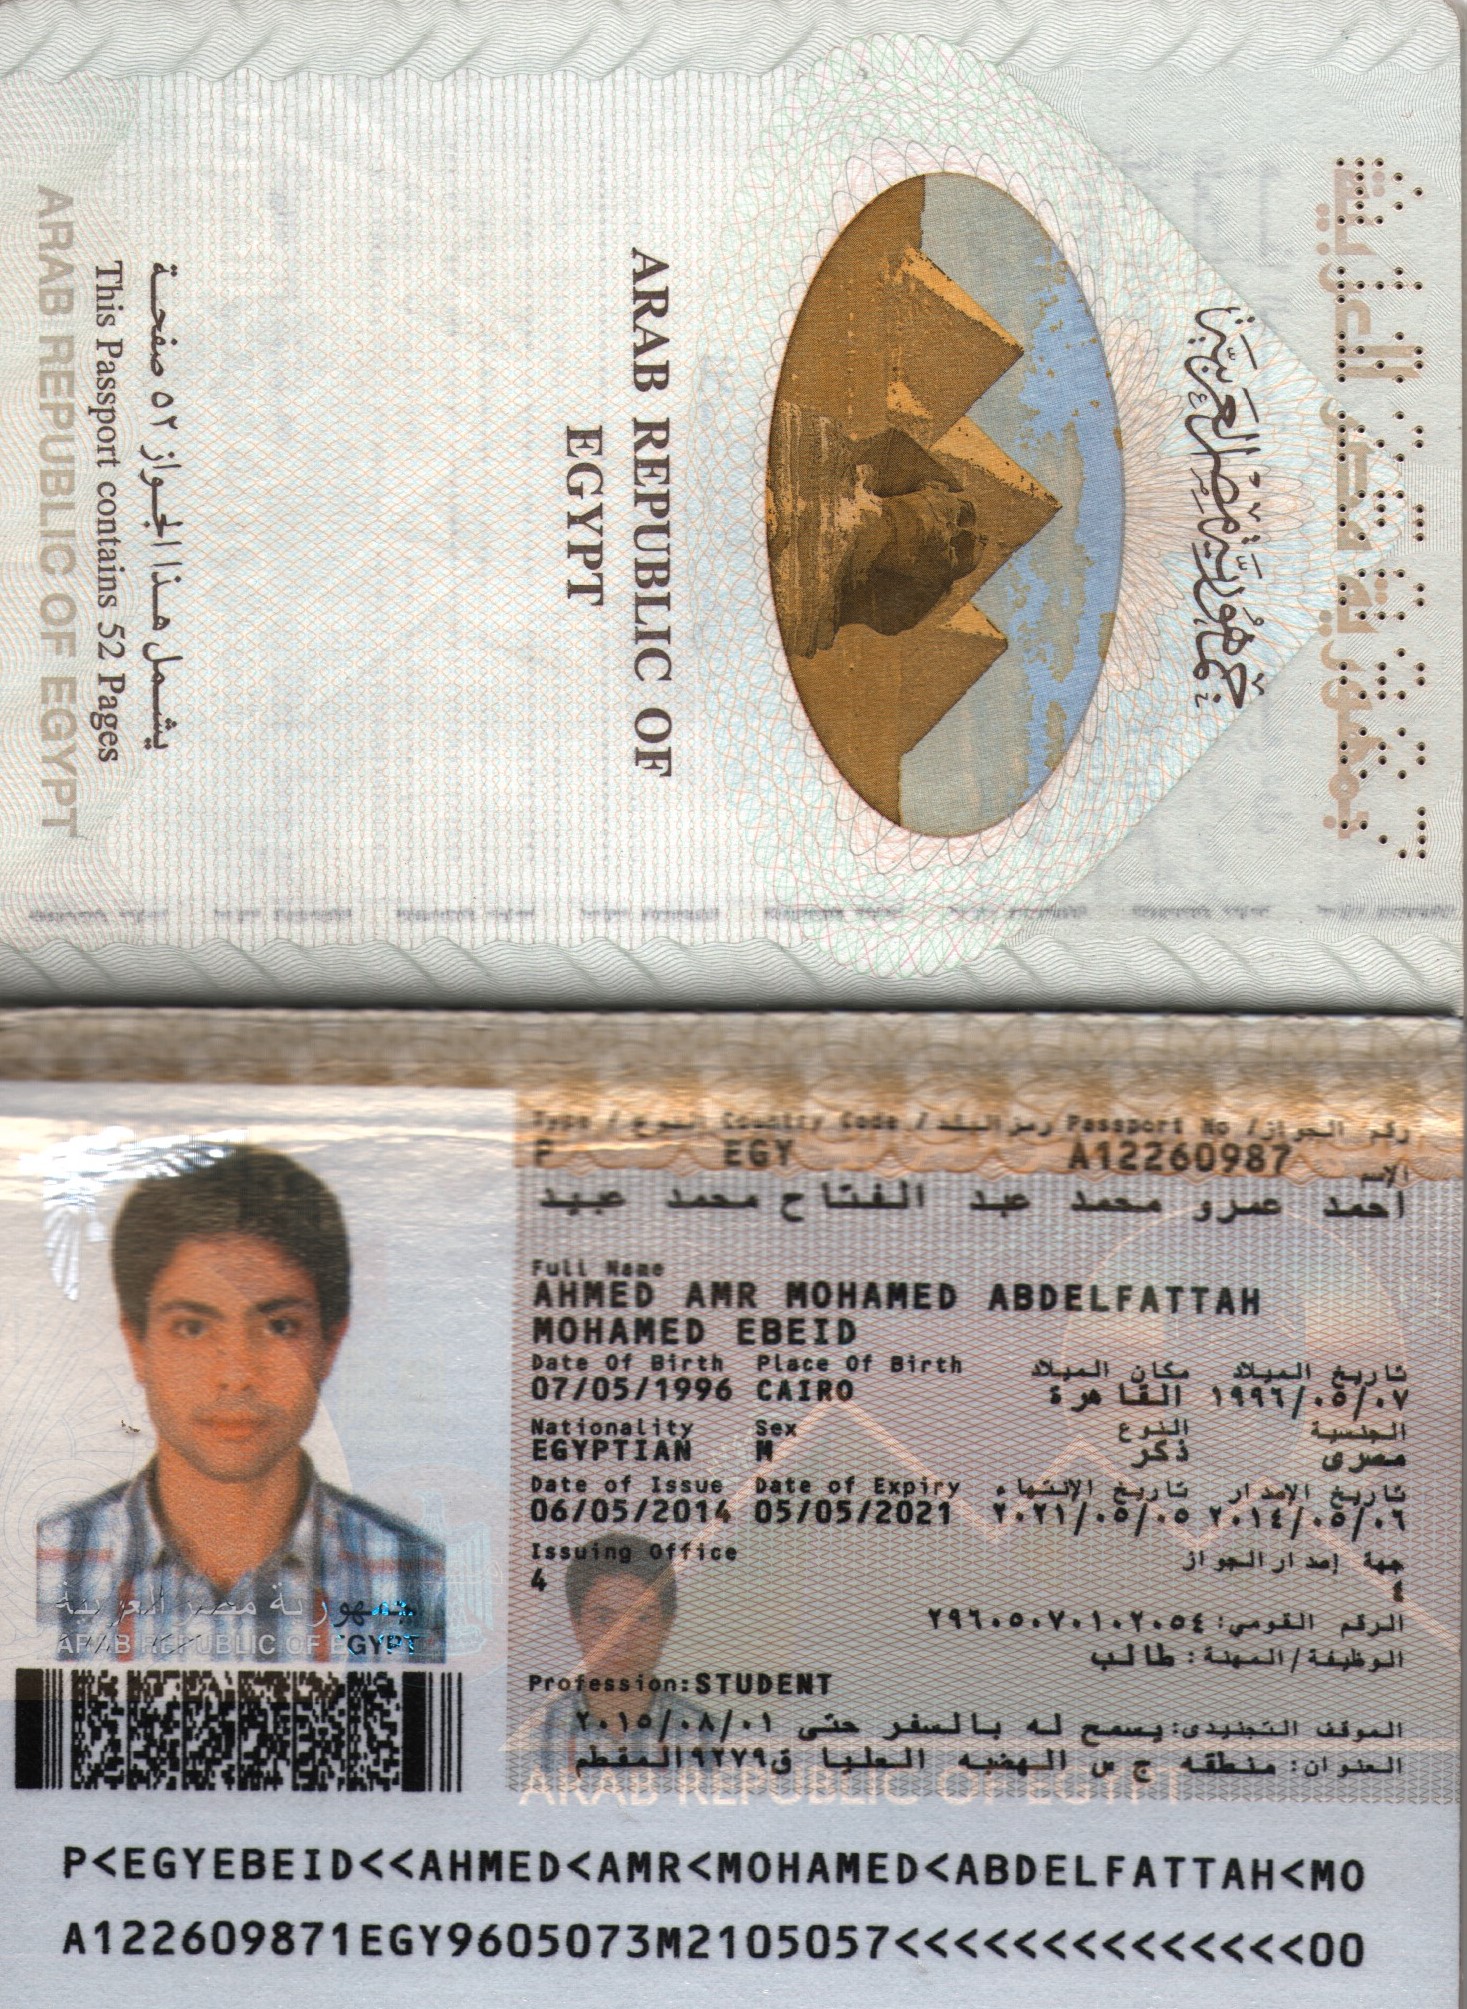 جمهورية مصر العربية
جمهورية مصر العربية
ARAB REPUBLIC OF
EGYPT
يشمل هذا الجواز ٥٢ صفحة
This Passport contains 52 Pages
ARAB REPUBLIC OF EGYPT
Type / النوع Country Code / رمز البلد Passport No / رقم الجواز
P EGY A12260987
الإسم
احمد عمرو محمد عبد الفتاح محمد عبيد
Full Name
AHMED AMR MOHAMED ABDELFATTAH
MOHAMED EBEID
Date Of Birth Place Of Birth مكان الميلاد تاريخ الميلاد
07/05/1996 CAIRO القاهرة ١٩٩٦/٠٥/٠٧
Nationality Sex النوع الجنسية
EGYPTIAN M ذكر مصرى
Date of Issue Date of Expiry تاريخ الإنتهاء تاريخ الإصدار
06/05/2014 05/05/2021 ٢٠٢١/٠٥/٠٥ ٢٠١٤/٠٥/٠٦
Issuing Office جهة إصدار الجواز
4 ٤
الرقم القومي: ٢٩٦٠٥٠٧٠١٠٢٠٥٤
الوظيفة/المهنة: طالب
Profession: STUDENT
الموقف التجنيدى: يسمح له بالسفر حتى ٢٠١٥/٠٨/٠١
العنوان: منطقه ج س الهضبه العليا ق٩٢٧٩المقطم
جمهورية مصر العربية
ARAB REPUBLIC OF EGYPT
ARAB REPUBLIC OF EGYPT
P<EGYEBEID<<AHMED<AMR<MOHAMED<ABDELFATTAH<MO
A122609871EGY9605073M2105057<<<<<<<<<<<<<<00